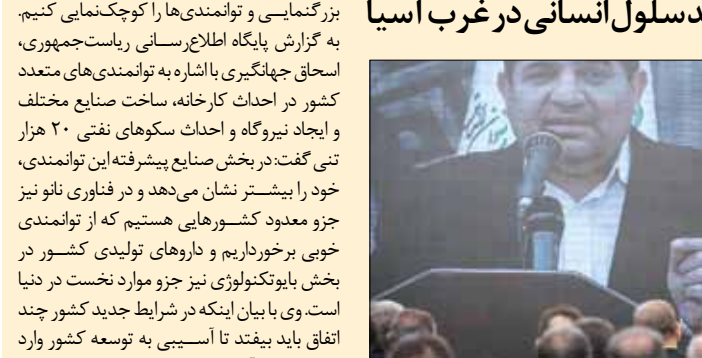 دسلول انسانی در غرب آسیا
بزرگنمایی و توانمندی‌ها را کوچک‌نمایی کنیم.
به گزارش پایگاه اطلاع‌رسانی ریاست‌جمهوری،
اسحاق جهانگیری با اشاره به توانمندی‌های متعدد
کشور در احداث کارخانه، ساخت صنایع مختلف
و ایجاد نیروگاه و احداث سکوهای نفتی ۲۰ هزار
تنی گفت: در بخش صنایع پیشرفته این توانمندی،
خود را بیشتر نشان می‌دهد و در فناوری نانو نیز
جزو معدود کشورهایی هستیم که از توانمندی
خوبی برخورداریم و داروهای تولیدی کشور در
بخش بایوتکنولوژی نیز جزو موارد نخست در دنیا
است. وی با بیان اینکه در شرایط جدید کشور چند
اتفاق باید بیفتد تا آسیبی به توسعه کشور وارد